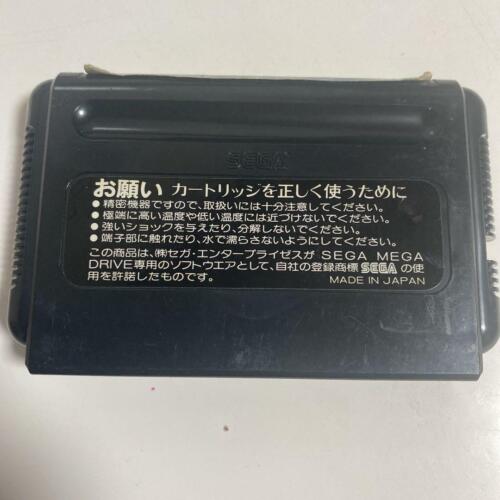 SEGA
お願い カートリッジを正しく使うために
●精密機器ですので、取扱いには十分注意してください。
●極端に高い温度や低い温度には近づけないでください。
●強いショックを与えたり、分解しないでください。
●端子部に触れたり、水で濡らさないようにしてください。
この商品は、㈱セガ・エンタープライゼスが SEGA MEGA
DRIVE専用のソフトウエアとして、自社の登録商標 SEGA の使
用を許諾したものです。
MADE IN JAPAN